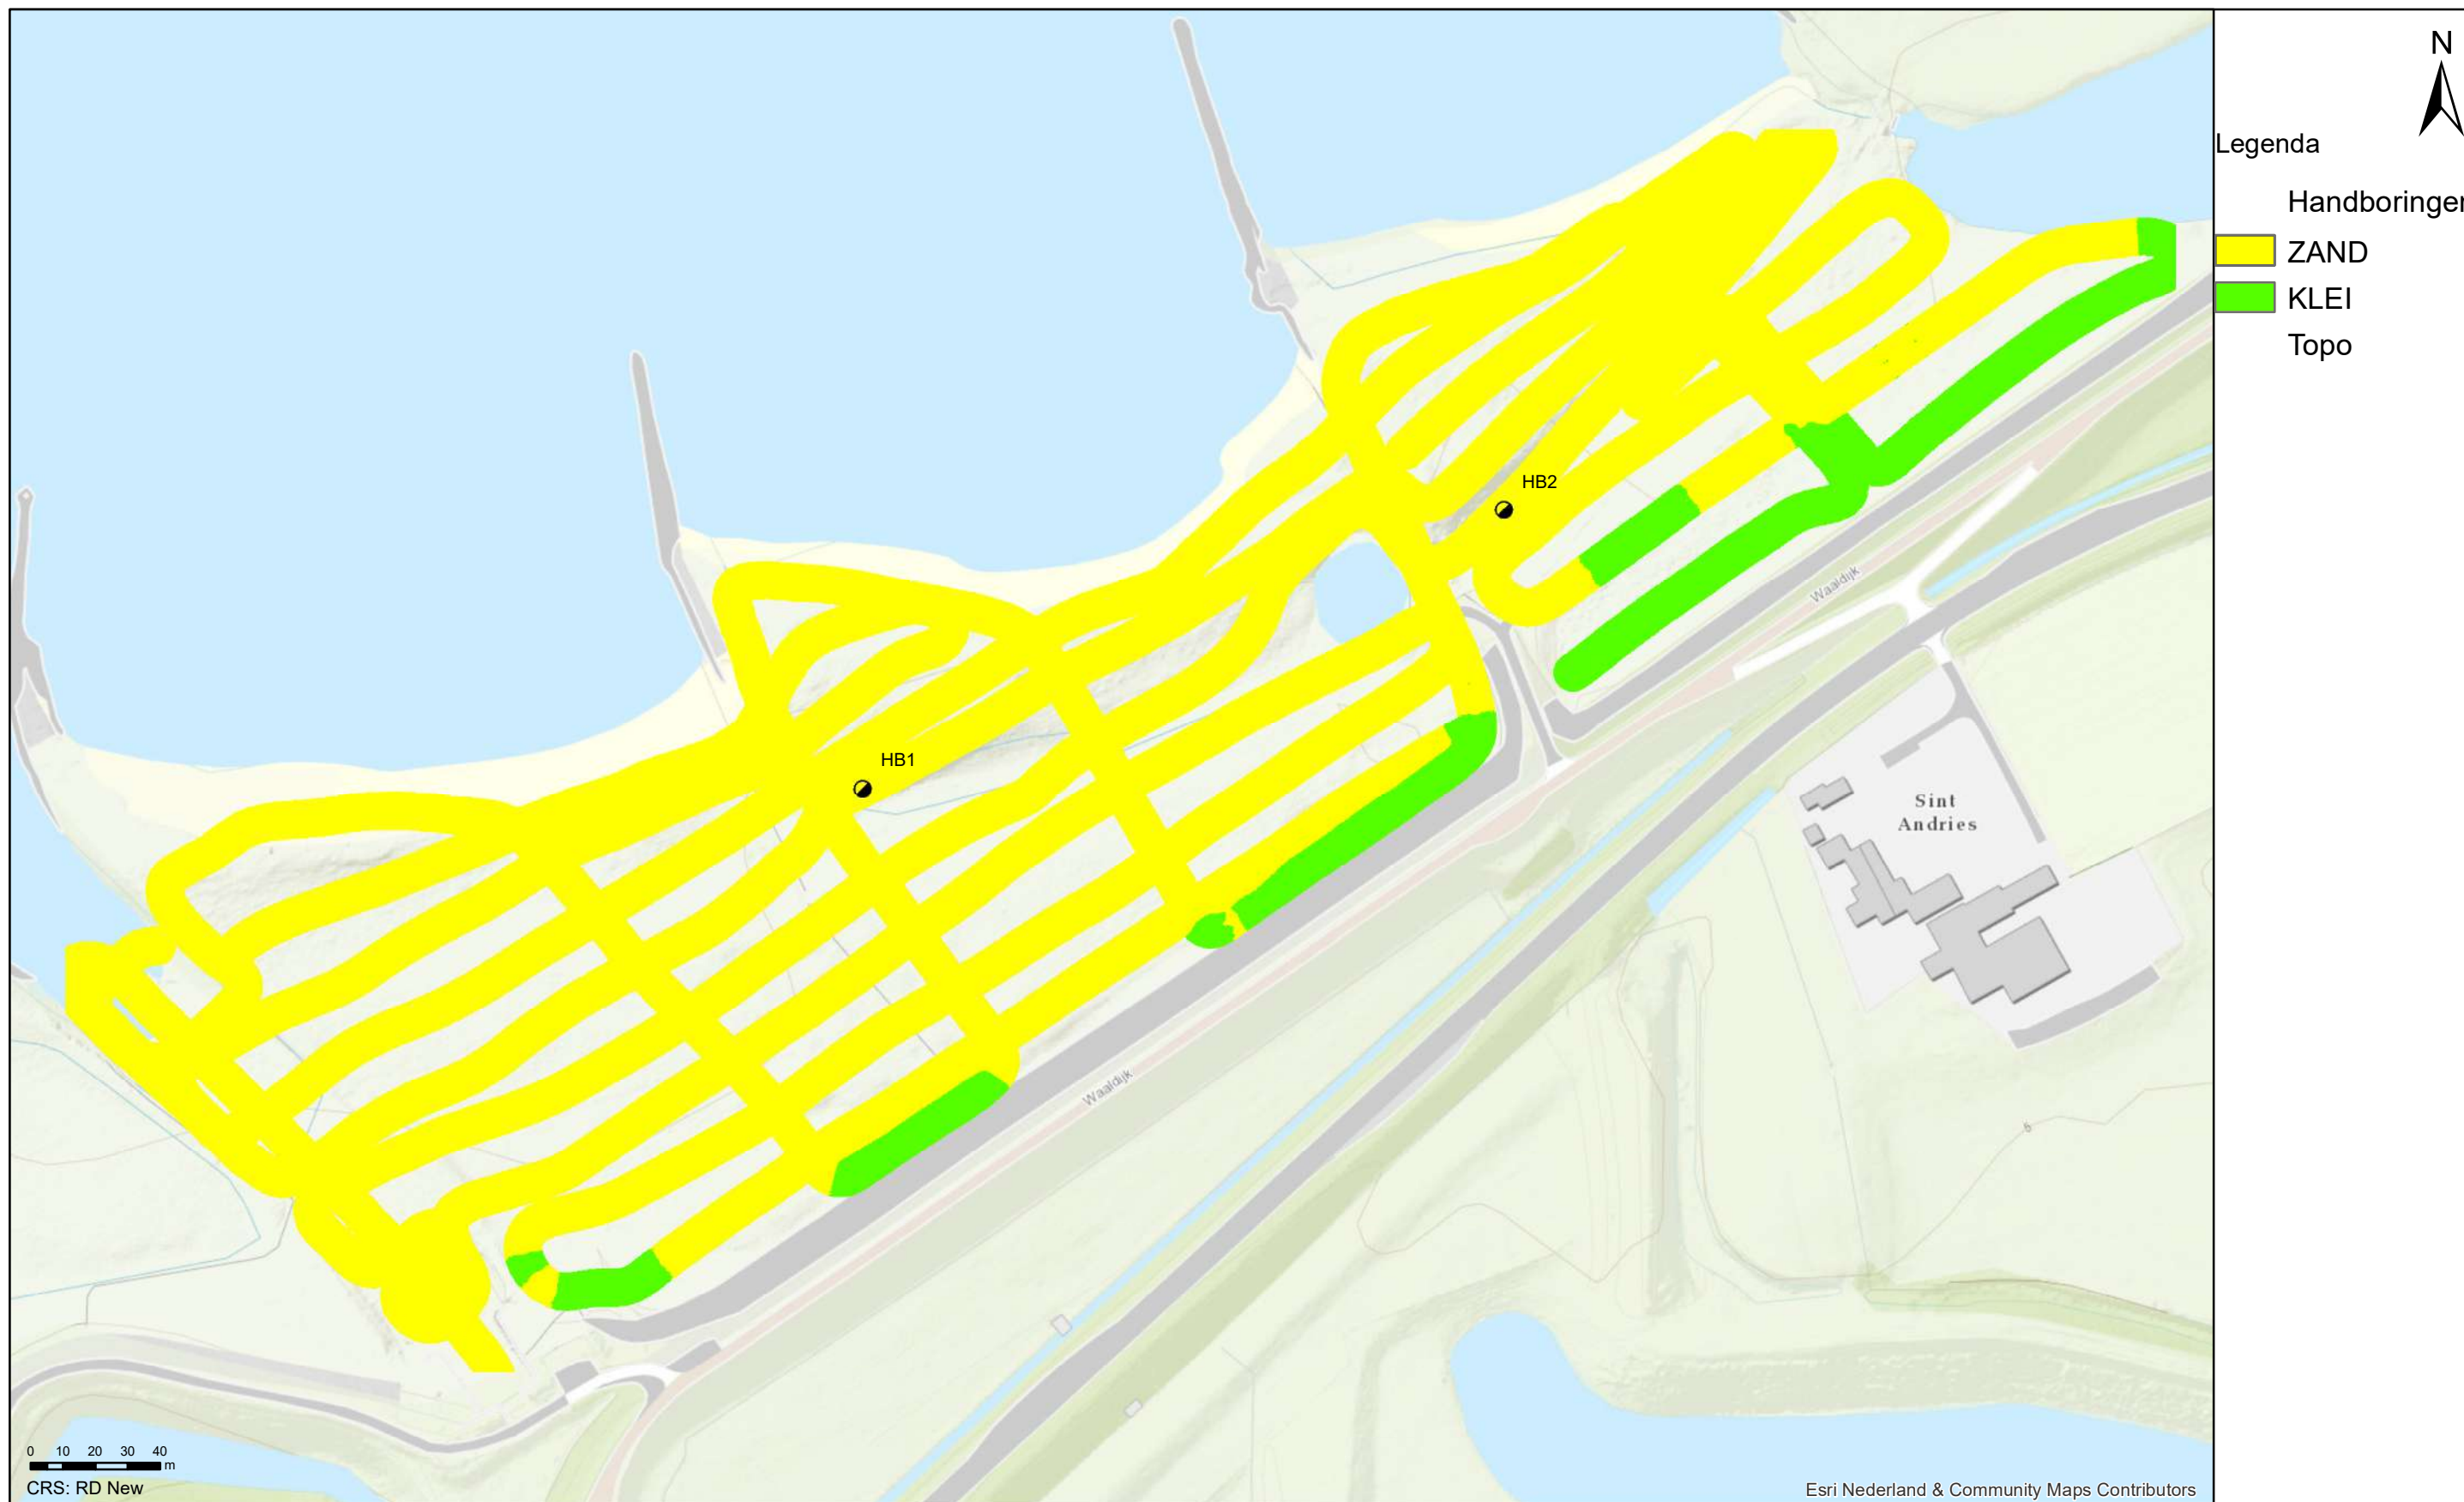 N
Legenda
Handboringen
ZAND
KLEI
Topo
HB2
Waaldijk
HB1
Sint
Andries
Waaldijk
5
0 10 20 30 40
m
CRS: RD New
Esri Nederland & Community Maps Contributors